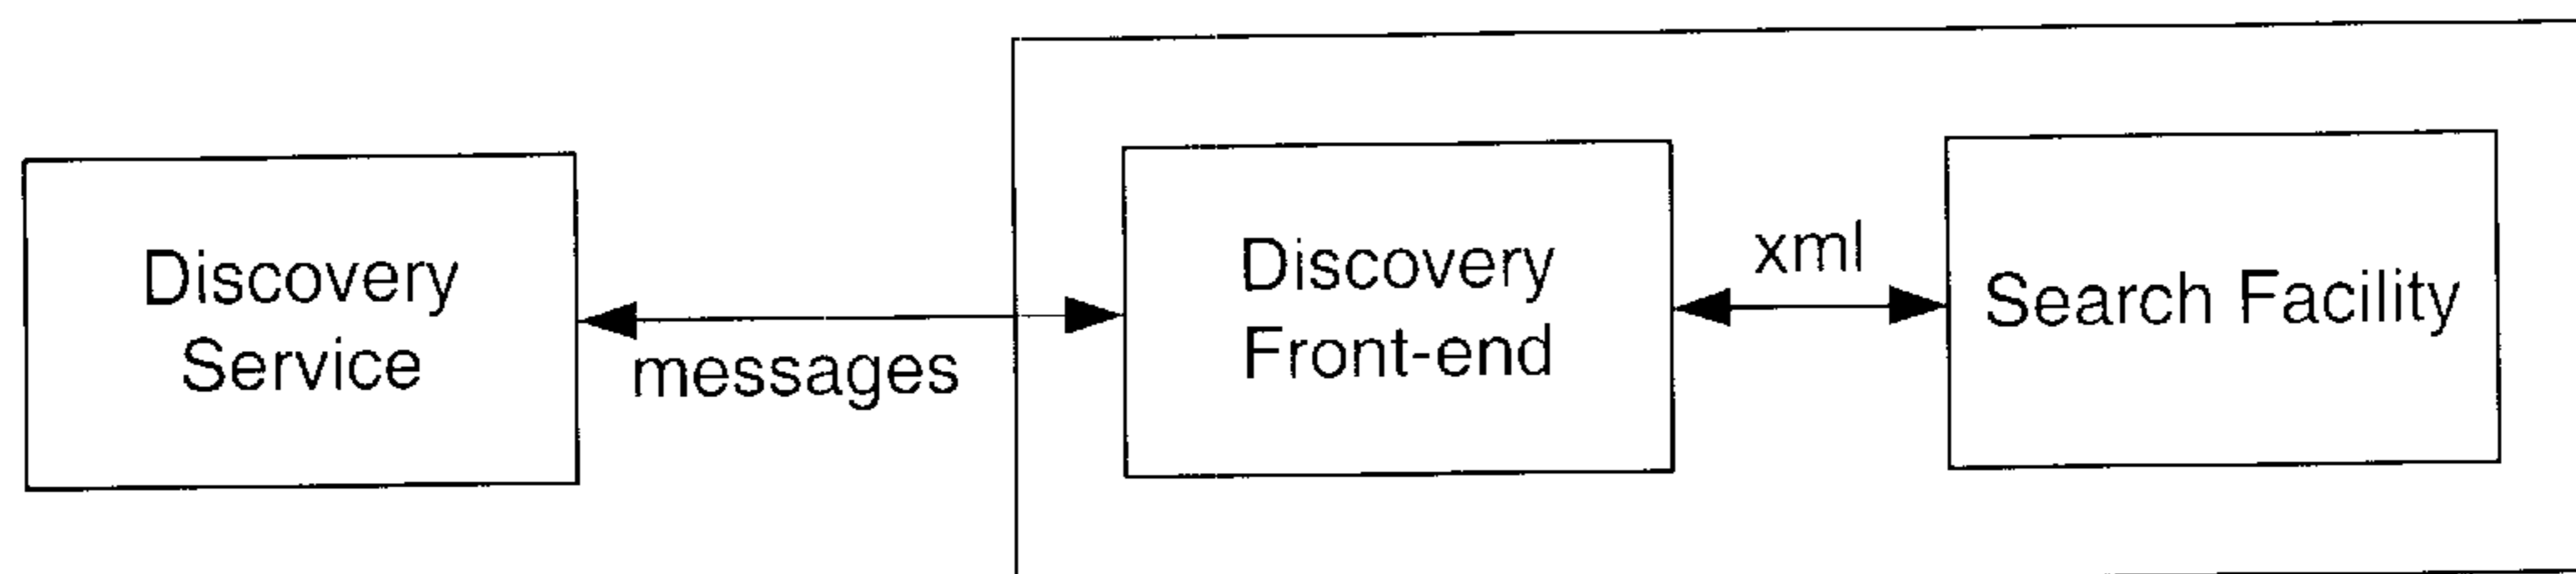 Discovery
Service
messages
Discovery
Front-end
xml
Search Facility